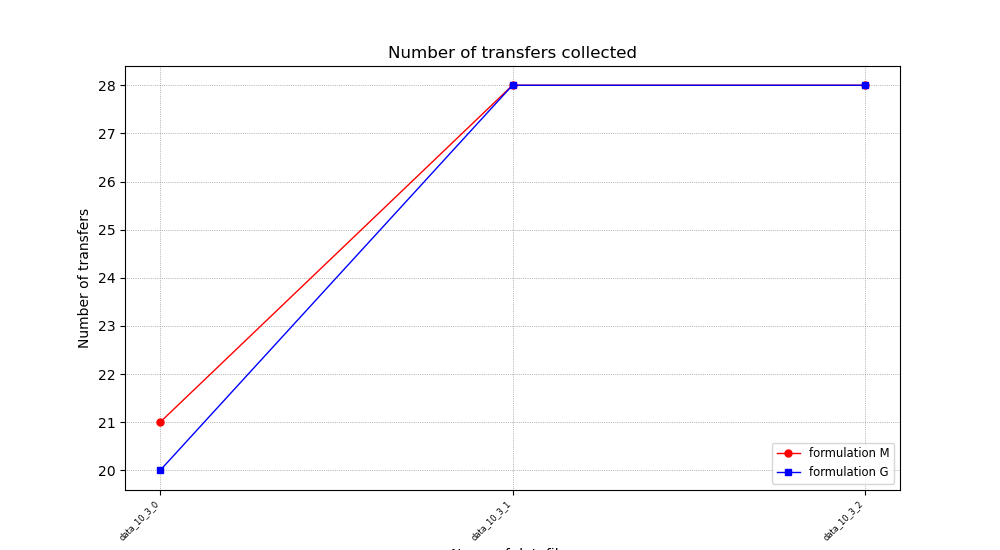 Number of transfers collected
Number of transfers
28
27
26
25
24
23
22
21
20
formulation M
formulation G
data_10_3_0
data_10_3_1
data_10_3_2